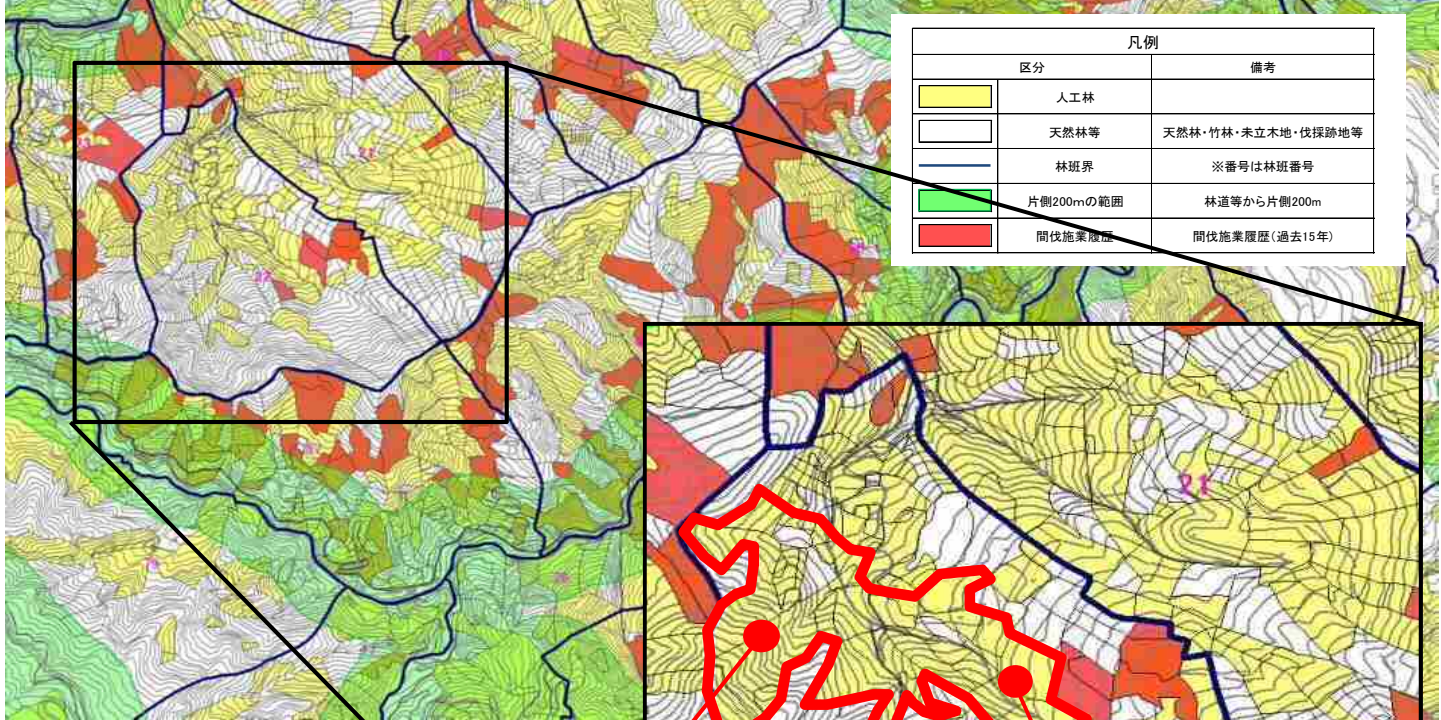 凡例
区分 備考
人工林
天然林等 天然林・竹林・未立木地・伐採跡地等
林班界 ※番号は林班番号
片側200mの範囲 林道等から片側200m
間伐施業履歴 間伐施業履歴(過去15年)
21
22
21